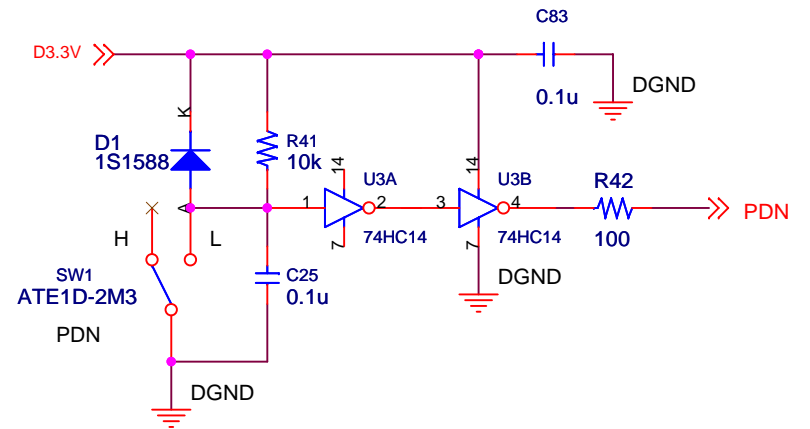 C83
D3.3V
0.1u
DGND
K
D1
1S1588
R41
10k
14
U3A
14
U3B
R42
A
1
2
3
4
PDN
H
L
7
74HC14
7
74HC14
100
SW1
ATE1D-2M3
C25
0.1u
DGND
PDN
DGND